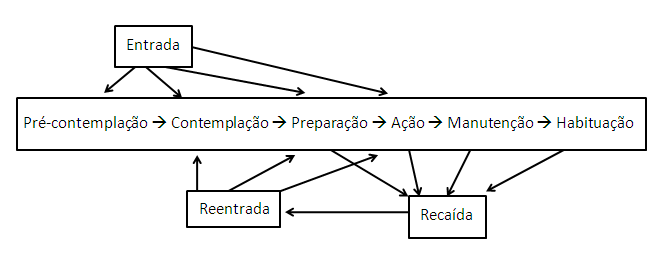 Entrada
Pré-contemplação → Contemplação → Preparação → Ação → Manutenção → Habituação
Reentrada
Recaída